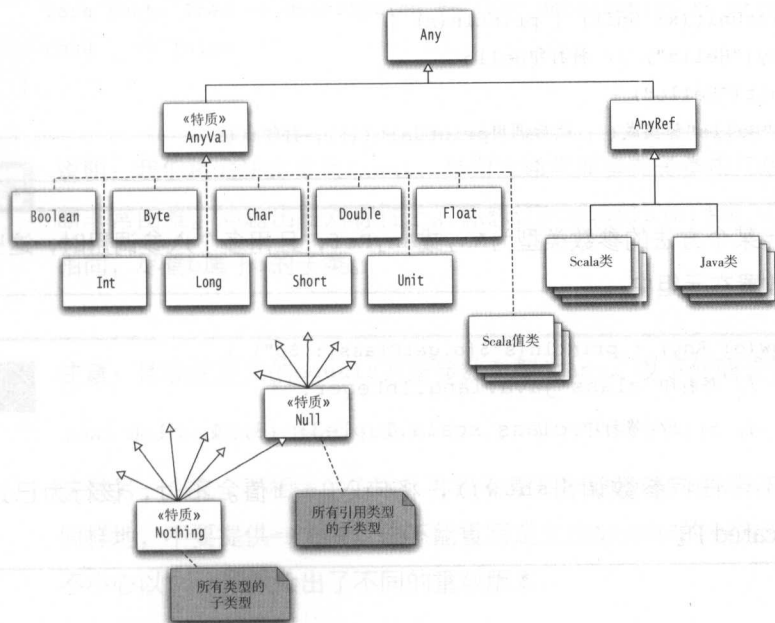 Any
«特质»
AnyVal
AnyRef
Boolean
Byte
Char
Double
Float
Int
Long
Short
Unit
Scala值类
Scala类
Java类
«特质»
Null
«特质»
Nothing
所有引用类型
的子类型
所有类型的
子类型